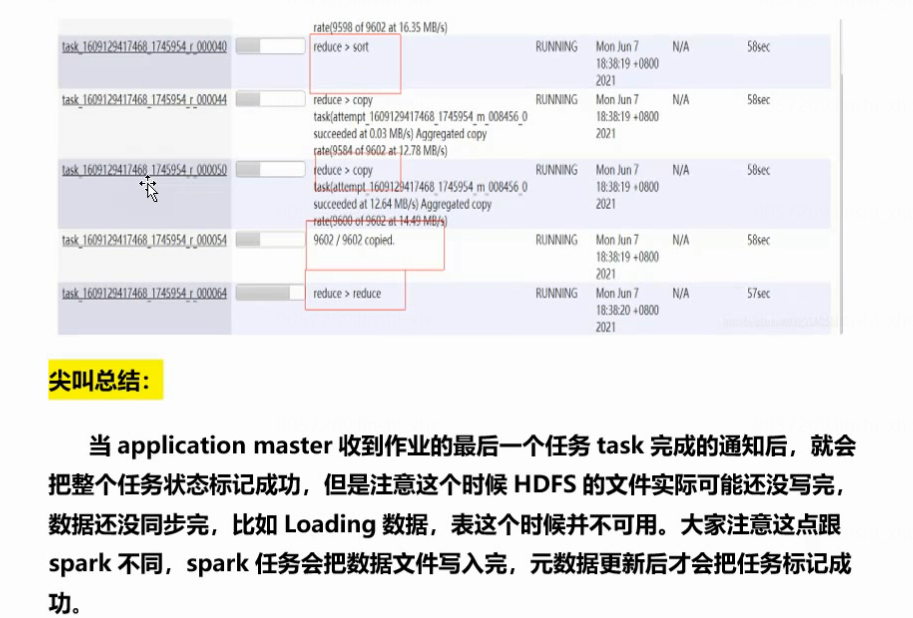 rate(9598 of 9602 at 16.35 MB/s)
task_1609129417468_1745954_r_000040 reduce > sort RUNNING Mon Jun 7 N/A 58sec
18:38:19 +0800
2021
task_1609129417468_1745954_r_000044 reduce > copy RUNNING Mon Jun 7 N/A 58sec
task(attempt_1609129417468_1745954_m_008456_0 18:38:19 +0800
succeeded at 0.03 MB/s) Aggregated copy 2021
rate(9584 of 9602 at 12.78 MB/s)
task_1609129417468_1745954_r_000050 reduce > copy RUNNING Mon Jun 7 N/A 58sec
task(attempt_1609129417468_1745954_m_008456_0 18:38:19 +0800
succeeded at 12.64 MB/s) Aggregated copy 2021
rate(9600 of 9602 at 14.49 MB/s)
task_1609129417468_1745954_r_000054 9602 / 9602 copied. RUNNING Mon Jun 7 N/A 58sec
18:38:19 +0800
2021
task_1609129417468_1745954_r_000064 reduce > reduce RUNNING Mon Jun 7 N/A 57sec
18:38:20 +0800
2021
尖叫总结：
当 application master 收到作业的最后一个任务 task 完成的通知后，就会
把整个任务状态标记成功，但是注意这个时候 HDFS 的文件实际可能还没写完，
数据还没同步完，比如 Loading 数据，表这个时候并不可用。大家注意这点跟
spark 不同，spark 任务会把数据文件写入完，元数据更新后才会把任务标记成
功。